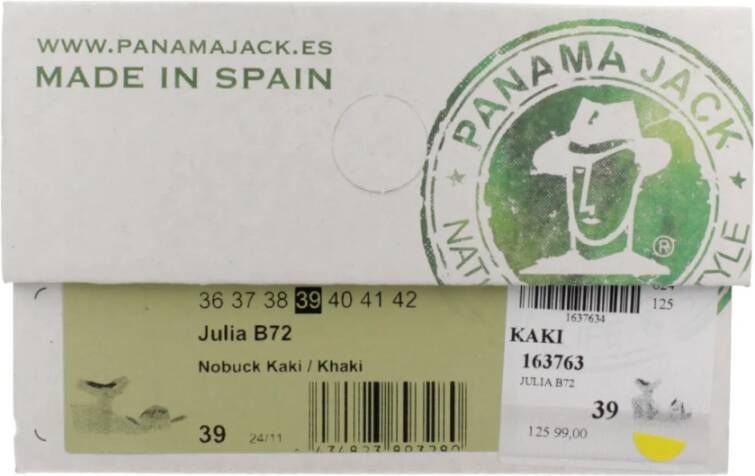 WWW.PANAMAJACK.ES
MADE IN SPAIN
PANAMA JACK
®
36 37 38 39 40 41 42
Julia B72
Nobuck Kaki / Khaki
39 24/11
125
1637634
KAKI
163763
JULIA B72
39
125 99,00